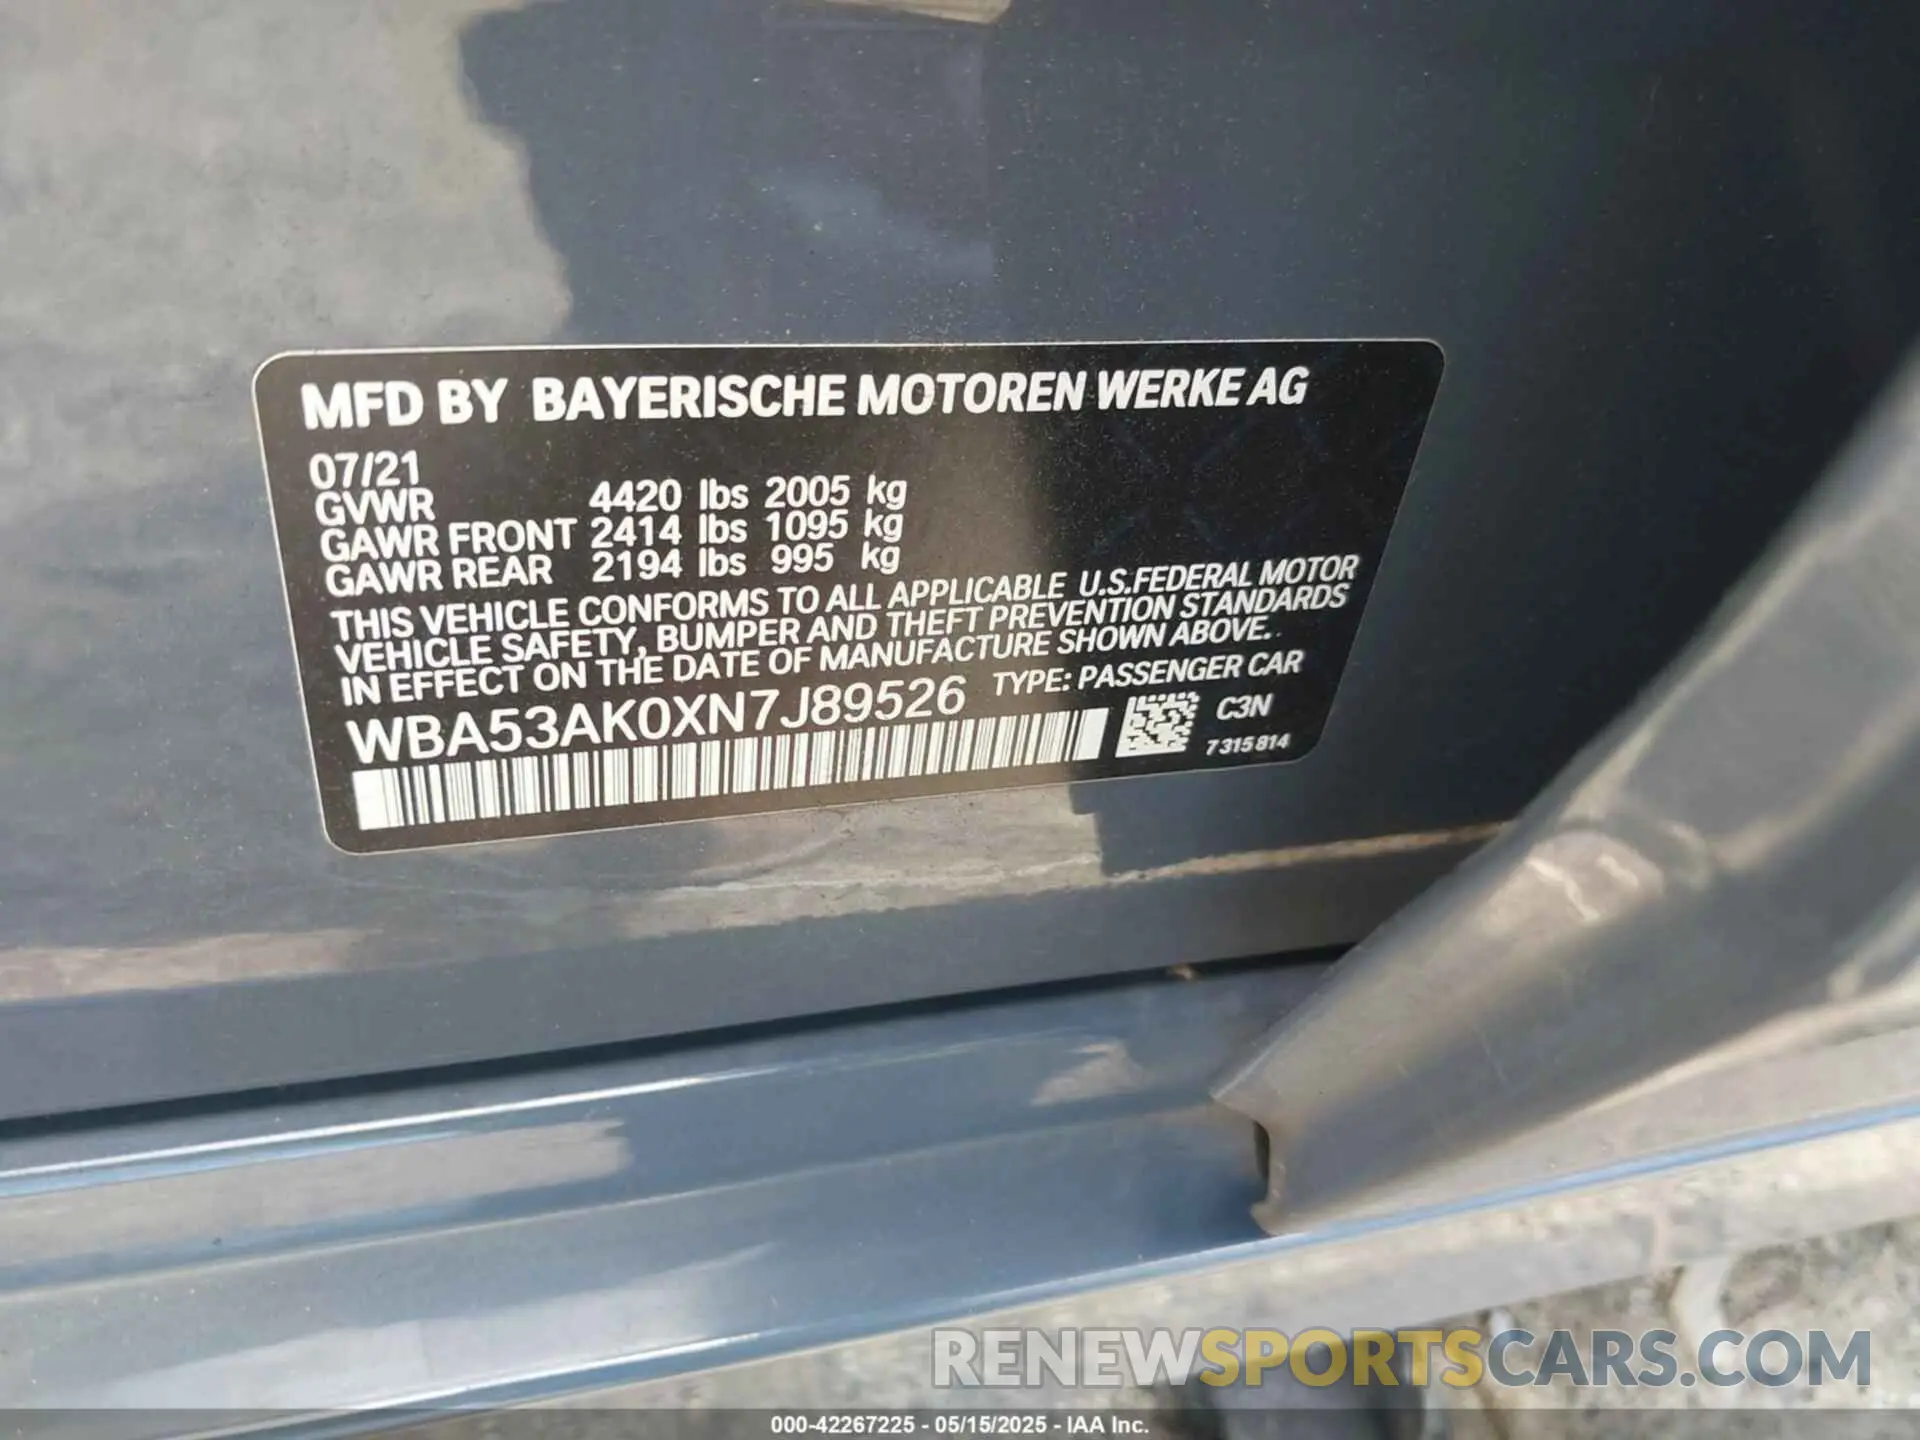 MFD BY BAYERISCHE MOTOREN WERKE AG
07/21
GVWR 4420 lbs 2005 kg
GAWR FRONT 2414 lbs 1095 kg
GAWR REAR 2194 lbs 995 kg
THIS VEHICLE CONFORMS TO ALL APPLICABLE U.S.FEDERAL MOTOR
VEHICLE SAFETY, BUMPER AND THEFT PREVENTION STANDARDS
IN EFFECT ON THE DATE OF MANUFACTURE SHOWN ABOVE.
WBA53AK0XN7J89526 TYPE: PASSENGER CAR
C3N
7315814
RENEWSPORTSCARS.COM
000-42267225 - 05/15/2025 - IAA Inc.